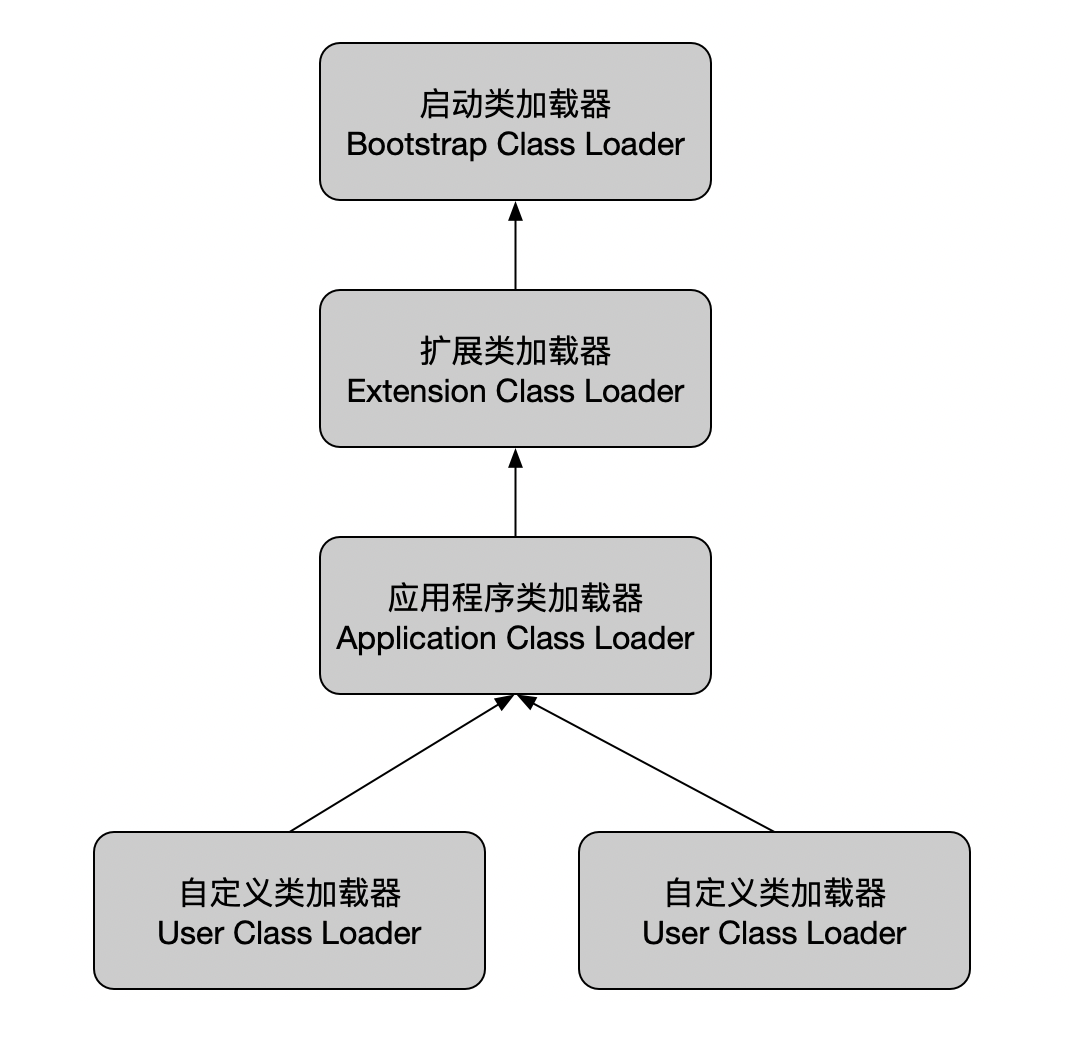 启动类加载器
Bootstrap Class Loader
扩展类加载器
Extension Class Loader
应用程序类加载器
Application Class Loader
自定义类加载器
User Class Loader
自定义类加载器
User Class Loader